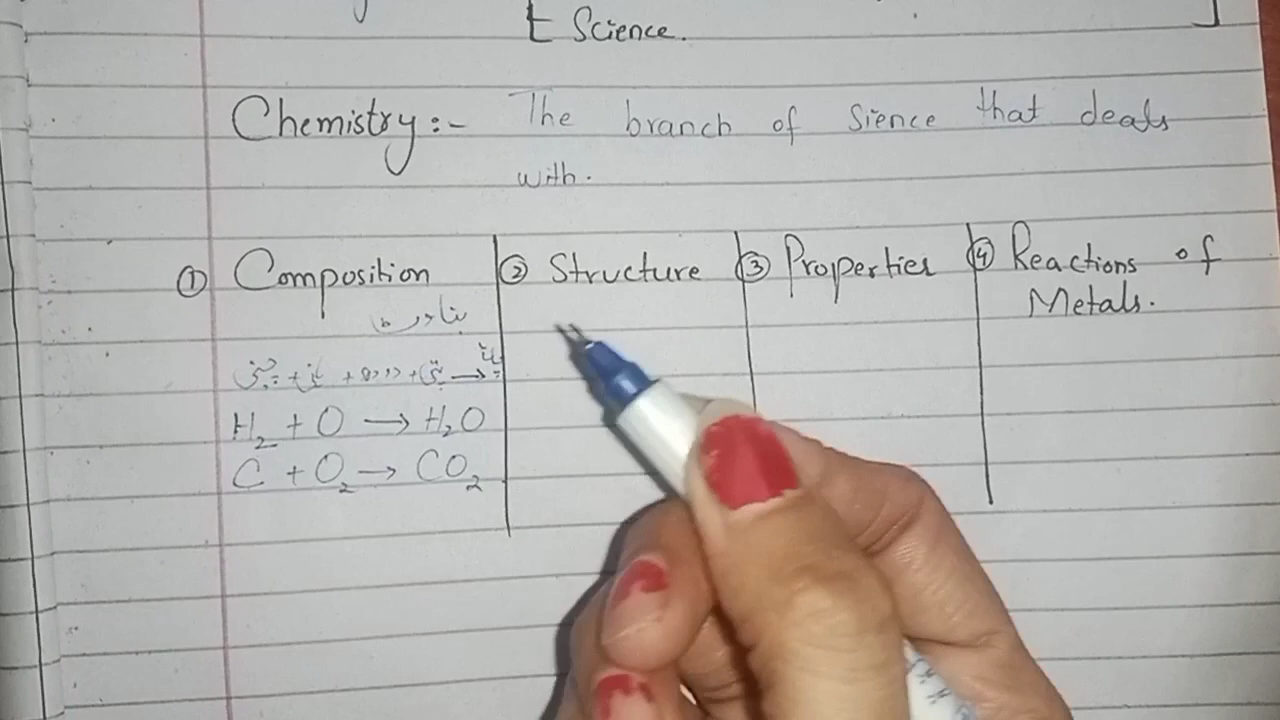 Science.
Chemistry:- The branch of Sience that deals
with.
① Composition ② Structure ③ Properties ④ Reactions of
Metals.
بناوٹ
H₂ + O → H₂O
C + O₂ → CO₂